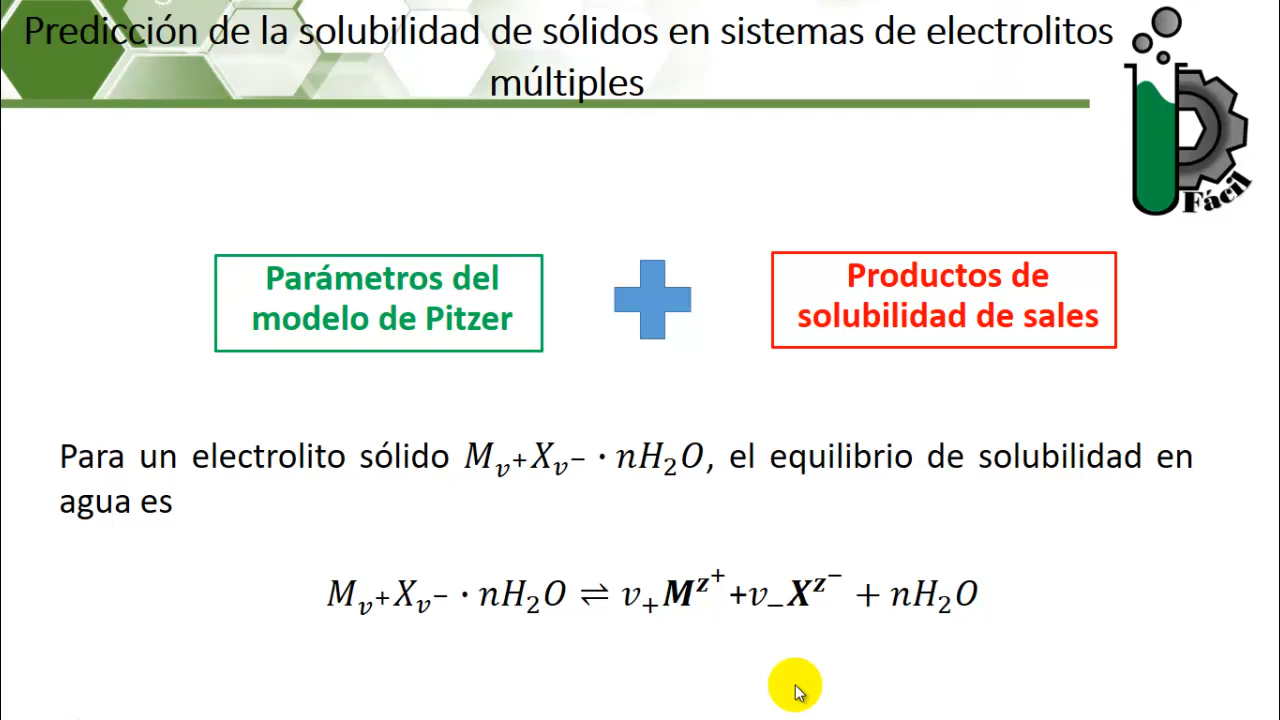 Predicción de la solubilidad de sólidos en sistemas de electrolitos
múltiples
Fácil
Parámetros del
modelo de Pitzer
Productos de
solubilidad de sales
Para un electrolito sólido M_{v^+}X_{v^-} · nH₂O, el equilibrio de solubilidad en
agua es
M_{v^+}X_{v^-} · nH₂O ⇌ v₊M^{z^+}+v₋X^{z^-} + nH₂O